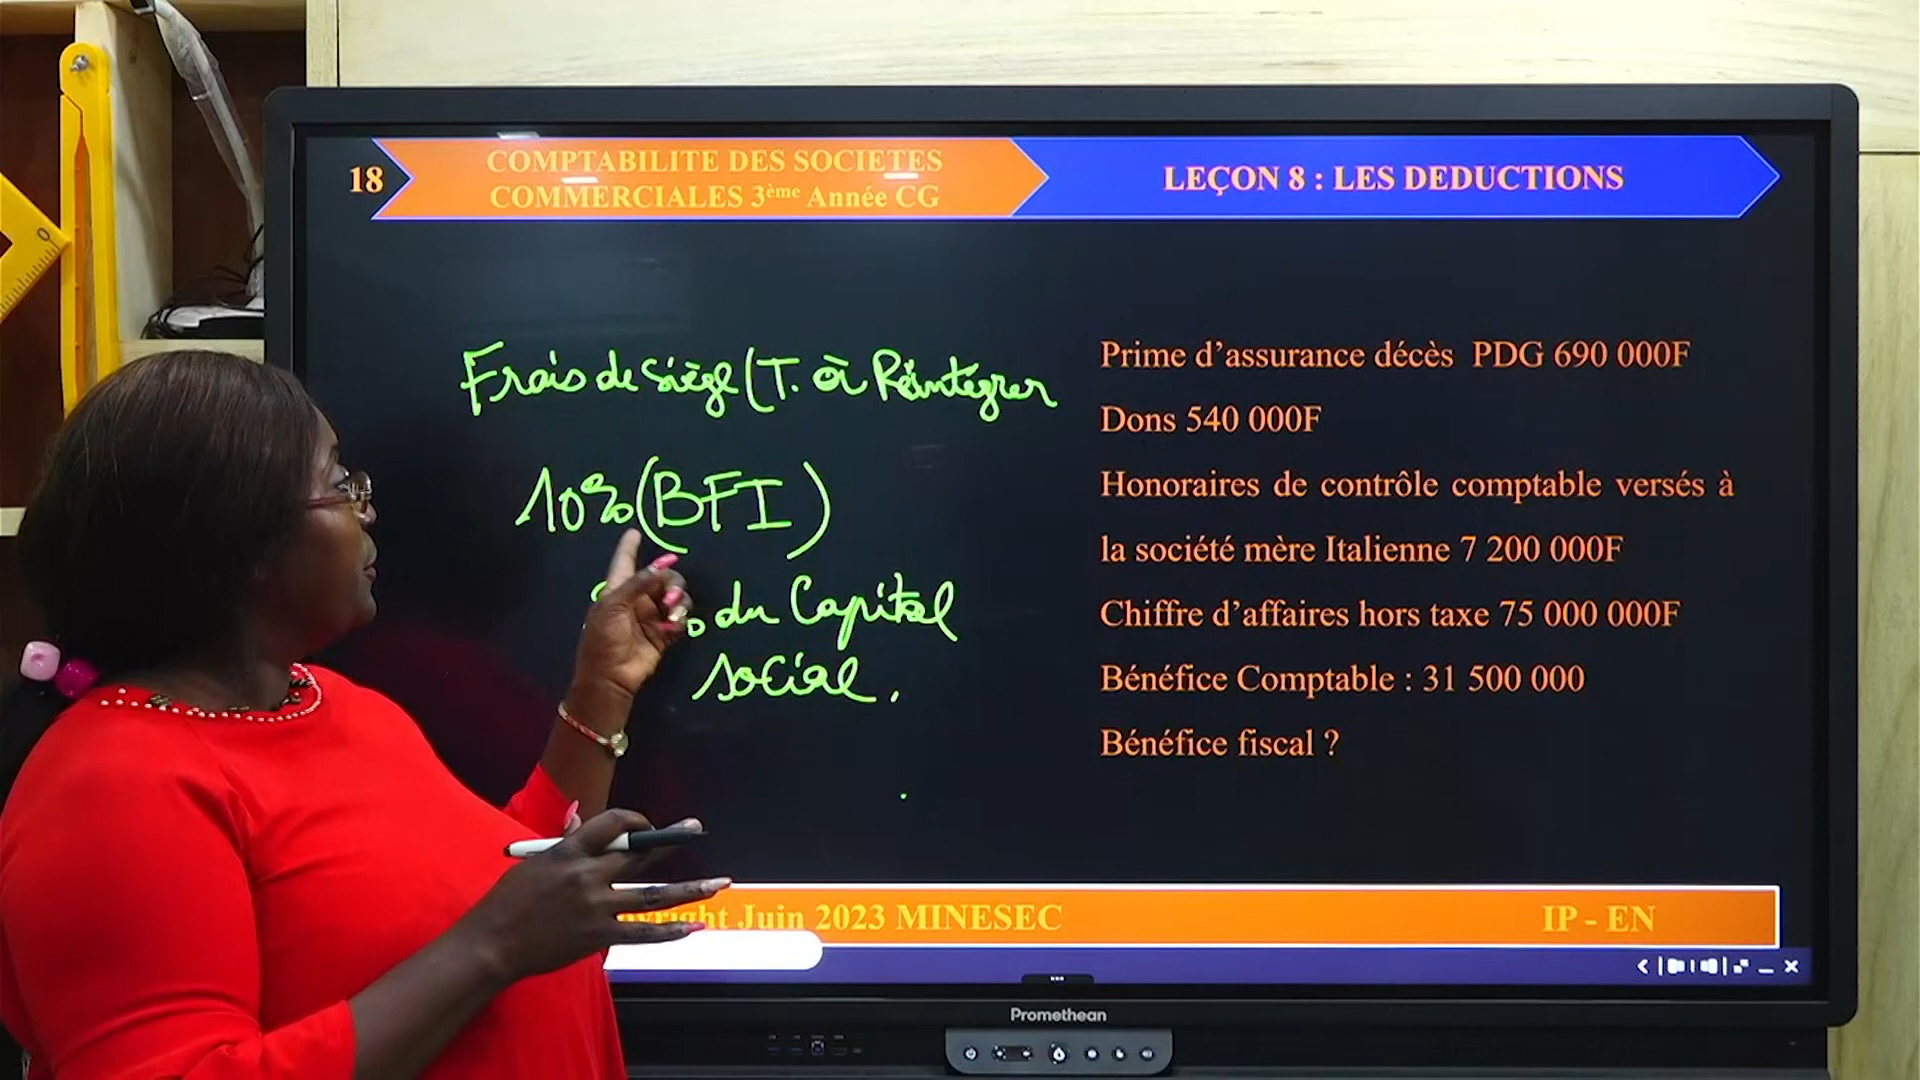 18
COMPTABILITE DES SOCIETES
COMMERCIALES 3ème Année CG
LEÇON 8 : LES DEDUCTIONS
Frais de Siège (T. à Réintégrer
10% (BFI)
du Capital
social.
Prime d’assurance décès PDG 690 000F
Dons 540 000F
Honoraires de contrôle comptable versés à
la société mère Italienne 7 200 000F
Chiffre d’affaires hors taxe 75 000 000F
Bénéfice Comptable : 31 500 000
Bénéfice fiscal ?
Juin 2023 MINESEC
IP - EN
Promethean
0